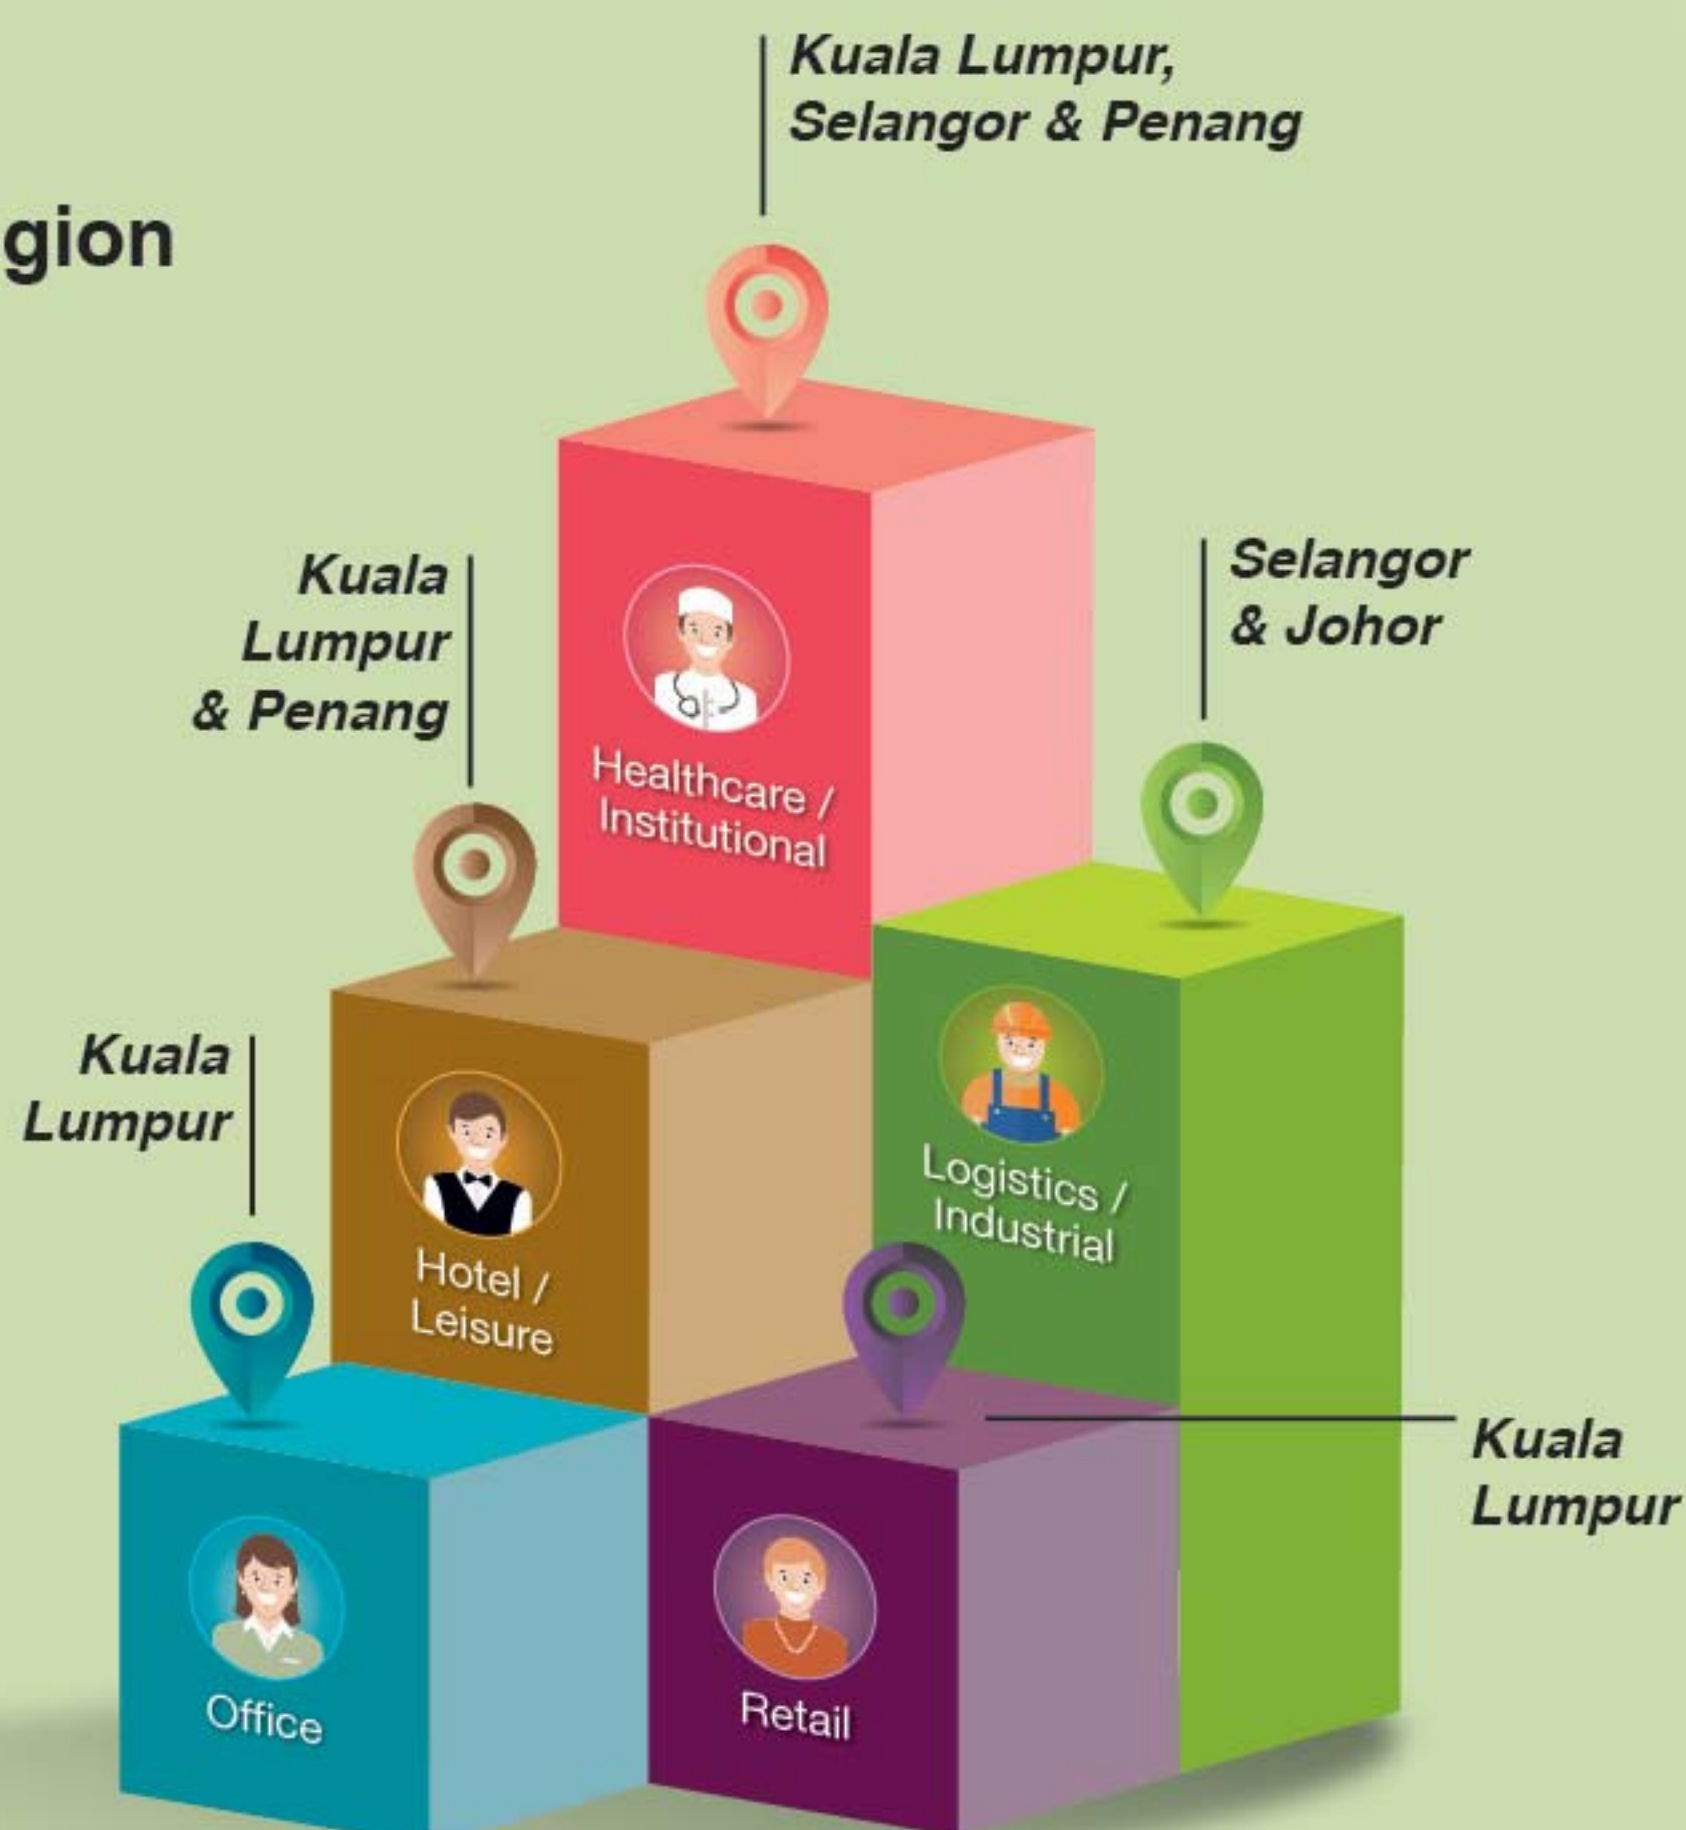 Kuala Lumpur,
Selangor & Penang
gion
Kuala
Lumpur
& Penang
Selangor
& Johor
Healthcare /
Institutional
Kuala
Lumpur
Logistics /
Industrial
Hotel /
Leisure
Kuala
Lumpur
Office
Retail